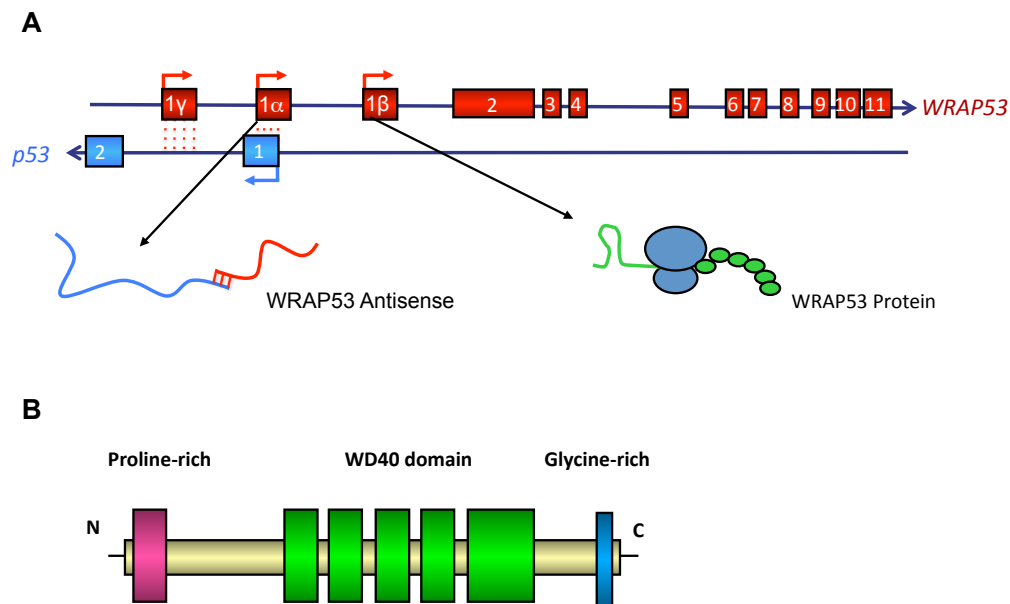 A
1γ 1α 1β 2 3 4 5 6 7 8 9 10 11 WRAP53
p53 2 1
WRAP53 Antisense
WRAP53 Protein
B
Proline-rich WD40 domain Glycine-rich
N C